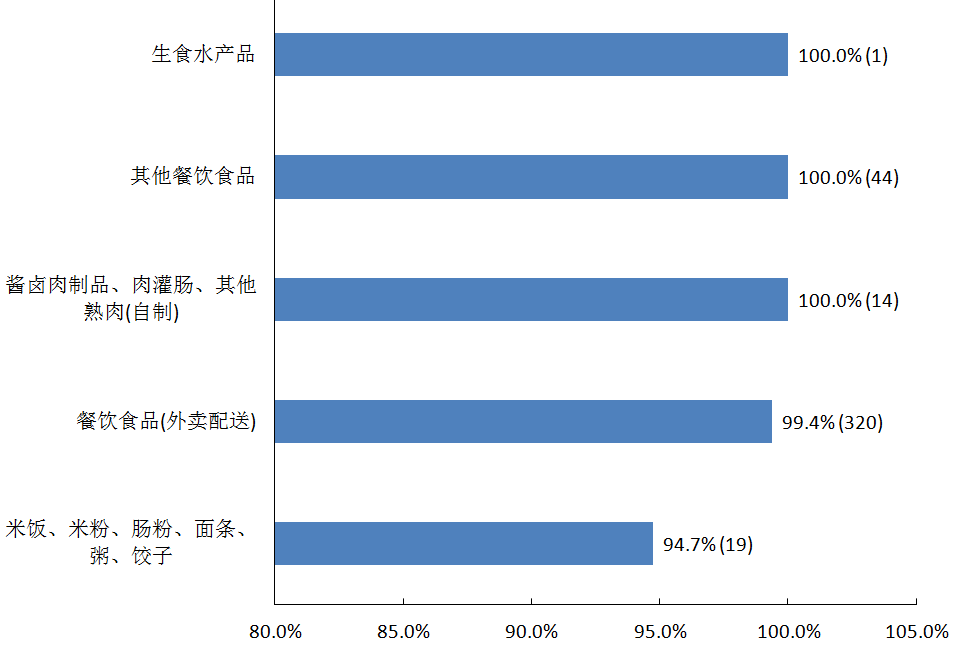 生食水产品
100.0% (1)
其他餐饮食品
100.0% (44)
酱卤肉制品、肉灌肠、其他
熟肉(自制)
100.0% (14)
餐饮食品(外卖配送)
99.4% (320)
米饭、米粉、肠粉、面条、
粥、饺子
94.7% (19)
80.0% 85.0% 90.0% 95.0% 100.0% 105.0%